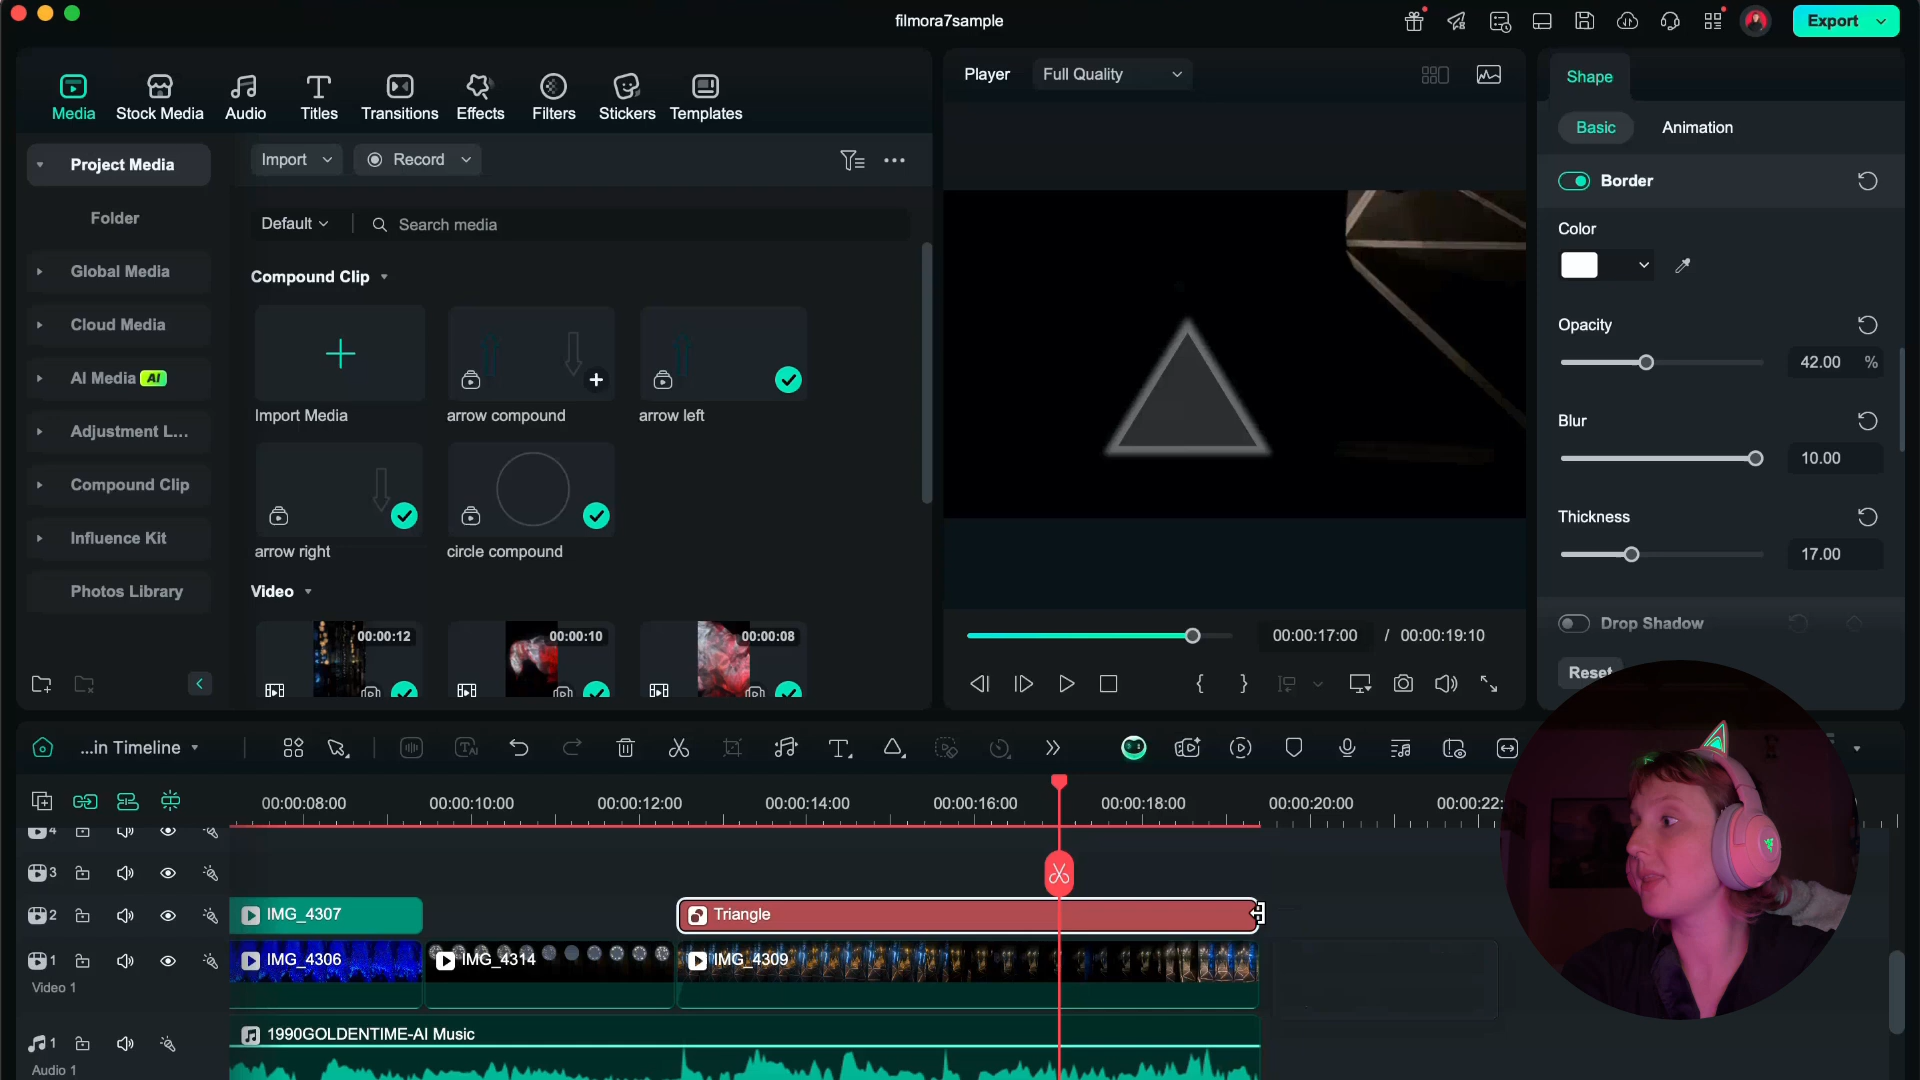 filmora7sample
Export
Media
Stock Media
Audio
Titles
Transitions
Effects
Filters
Stickers
Templates
Player
Full Quality
Shape
Basic
Animation
Project Media
Folder
Global Media
Cloud Media
AI Media AI
Adjustment L...
Compound Clip
Influence Kit
Photos Library
Import
Record
Default
Search media
Compound Clip
Import Media
arrow compound
arrow left
arrow right
circle compound
Video
00:00:12
00:00:10
00:00:08
Border
Color
Opacity
42.00 %
Blur
10.00
Thickness
17.00
Drop Shadow
Reset
00:00:17:00 / 00:00:19:10
...in Timeline
00:00:08:00
00:00:10:00
00:00:12:00
00:00:14:00
00:00:16:00
00:00:18:00
00:00:20:00
00:00:22:
4
3
2
IMG_4307
Triangle
1
Video 1
IMG_4306
IMG_4314
IMG_4309
1
Audio 1
1990GOLDENTIME-AI Music